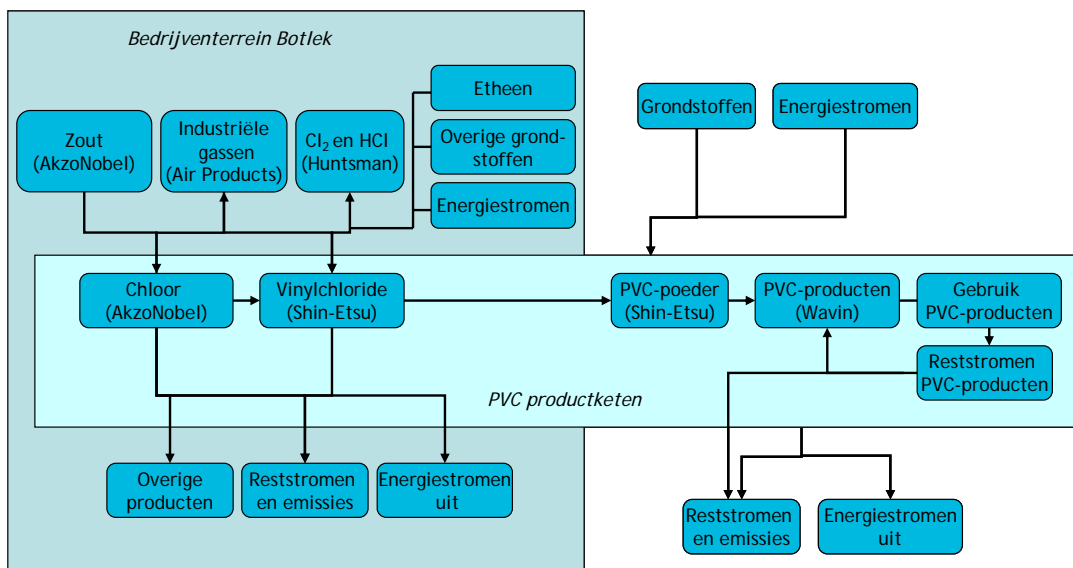 Bedrijventerrein Botlek
Zout
(AkzoNobel)
Industriële
gassen
(Air Products)
Cl₂ en HCl
(Huntsman)
Etheen
Overige grond-
stoffen
Energiestromen
Grondstoffen
Energiestromen
Chloor
(AkzoNobel)
Vinylchloride
(Shin-Etsu)
PVC-poeder
(Shin-Etsu)
PVC-producten
(Wavin)
Gebruik
PVC-producten
Reststromen
PVC-producten
PVC productketen
Overige
producten
Reststromen
en emissies
Energiestromen
uit
Reststromen
en emissies
Energiestromen
uit